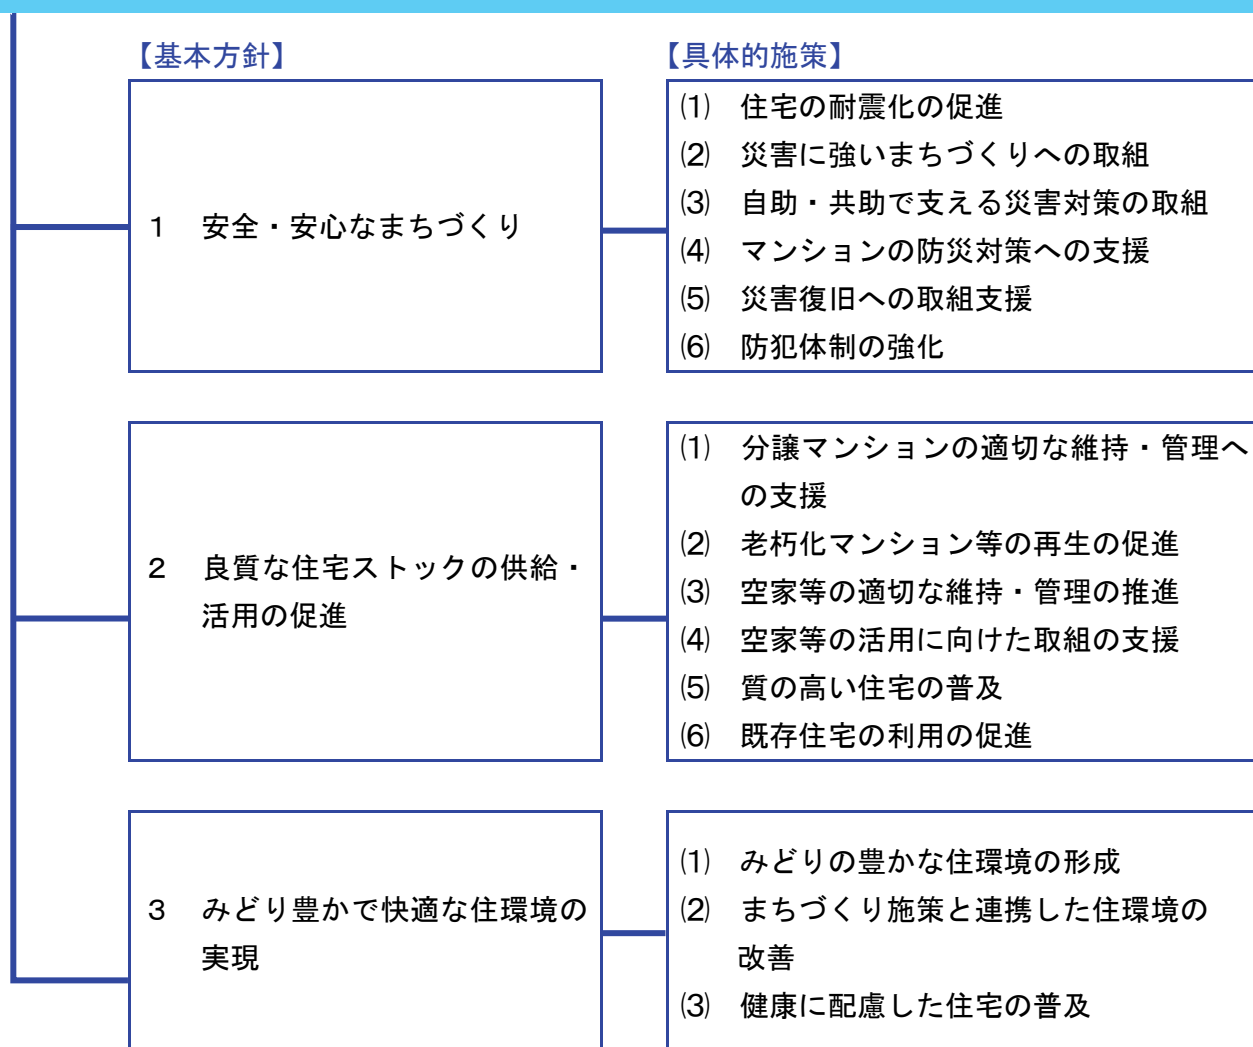 【基本方針】
【具体的施策】
1 安全・安心なまちづくり
⑴ 住宅の耐震化の促進
⑵ 災害に強いまちづくりへの取組
⑶ 自助・共助で支える災害対策の取組
⑷ マンションの防災対策への支援
⑸ 災害復旧への取組支援
⑹ 防犯体制の強化
2 良質な住宅ストックの供給・
活用の促進
⑴ 分譲マンションの適切な維持・管理へ
の支援
⑵ 老朽化マンション等の再生の促進
⑶ 空家等の適切な維持・管理の推進
⑷ 空家等の活用に向けた取組の支援
⑸ 質の高い住宅の普及
⑹ 既存住宅の利用の促進
3 みどり豊かで快適な住環境の
実現
⑴ みどりの豊かな住環境の形成
⑵ まちづくり施策と連携した住環境の
改善
⑶ 健康に配慮した住宅の普及